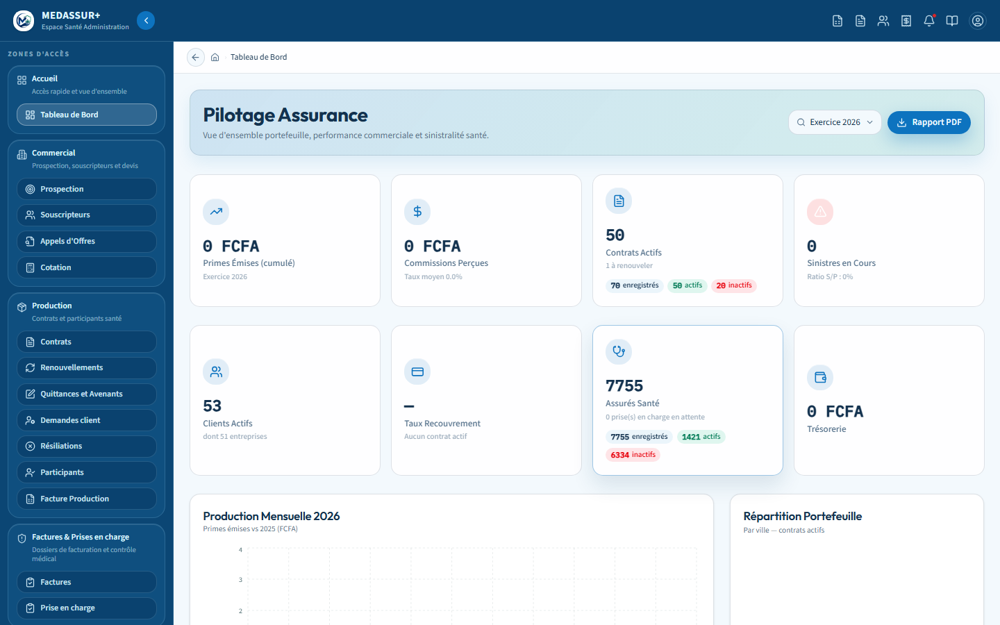 MEDASSUR+
Espace Santé Administration
ZONES D'ACCÈS
Accueil
Accès rapide et vue d'ensemble
Tableau de Bord
Commercial
Prospection, souscripteurs et devis
Prospection
Souscripteurs
Appels d'Offres
Cotation
Production
Contrats et participants santé
Contrats
Renouvellements
Quittances et Avenants
Demandes client
Résiliations
Participants
Facture Production
Factures & Prises en charge
Dossiers de facturation et contrôle
médical
Factures
Prise en charge
Tableau de Bord
Pilotage Assurance
Vue d'ensemble portefeuille, performance commerciale et sinistralité santé.
Exercice 2026
Rapport PDF
0 FCFA
Primes Émises (cumulé)
Exercice 2026
0 FCFA
Commissions Perçues
Taux moyen 0.0%
50
Contrats Actifs
1 à renouveler
70 enregistrés 50 actifs 20 inactifs
0
Sinistres en Cours
Ratio S/P : 0%
53
Clients Actifs
dont 51 entreprises
—
Taux Recouvrement
Aucun contrat actif
7755
Assurés Santé
0 prise(s) en charge en attente
7755 enregistrés 1421 actifs
6334 inactifs
0 FCFA
Trésorerie
Production Mensuelle 2026
Primes émises vs 2025 (FCFA)
4
3
2
Répartition Portefeuille
Par ville — contrats actifs